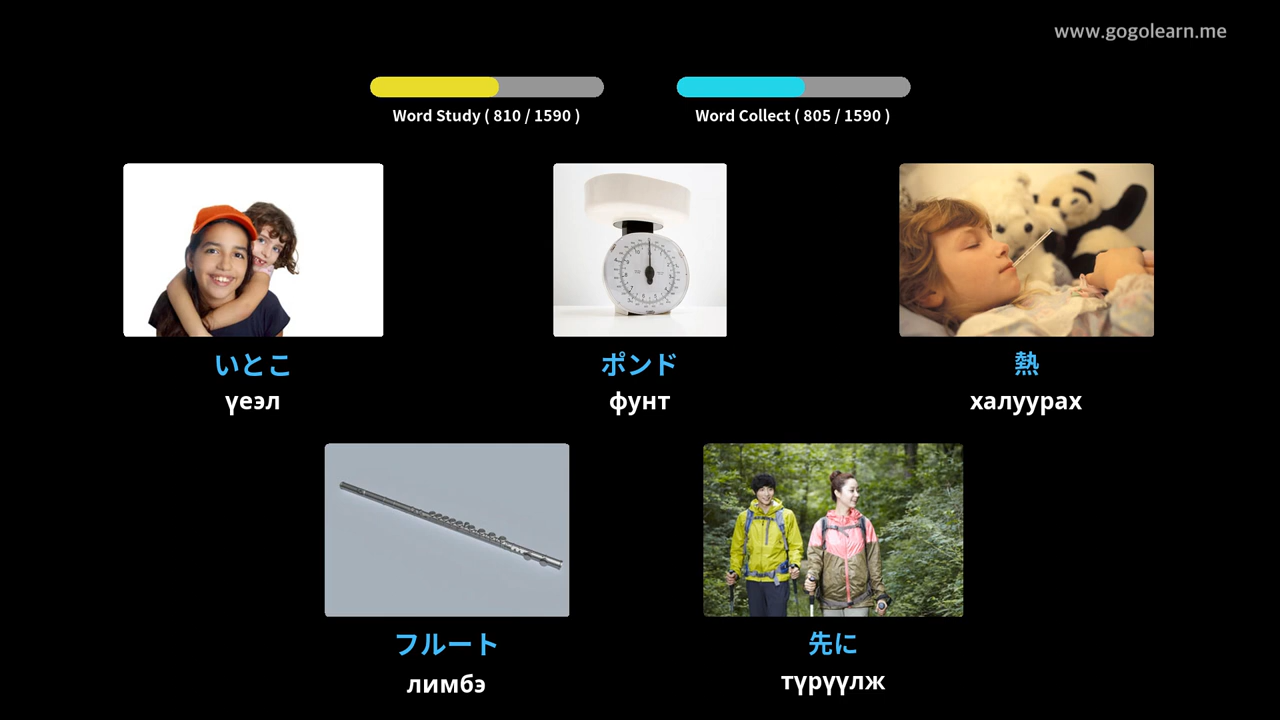 www.gogolearn.me
Word Study ( 810 / 1590 )
Word Collect ( 805 / 1590 )
いとこ
үеэл
ポンド
фунт
熱
халуурах
フルート
лимбэ
先に
түрүүлж